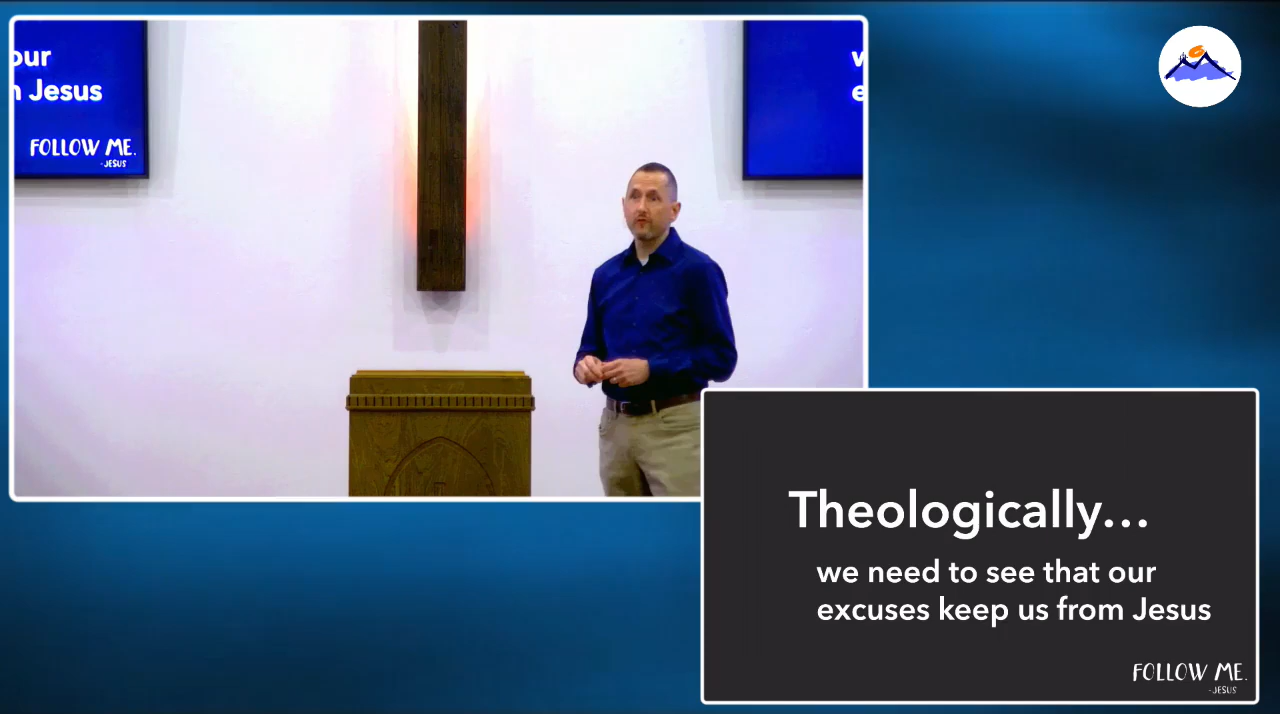 our
Jesus
FOLLOW ME.
-JESUS
Theologically...
we need to see that our
excuses keep us from Jesus
FOLLOW ME.
-JESUS